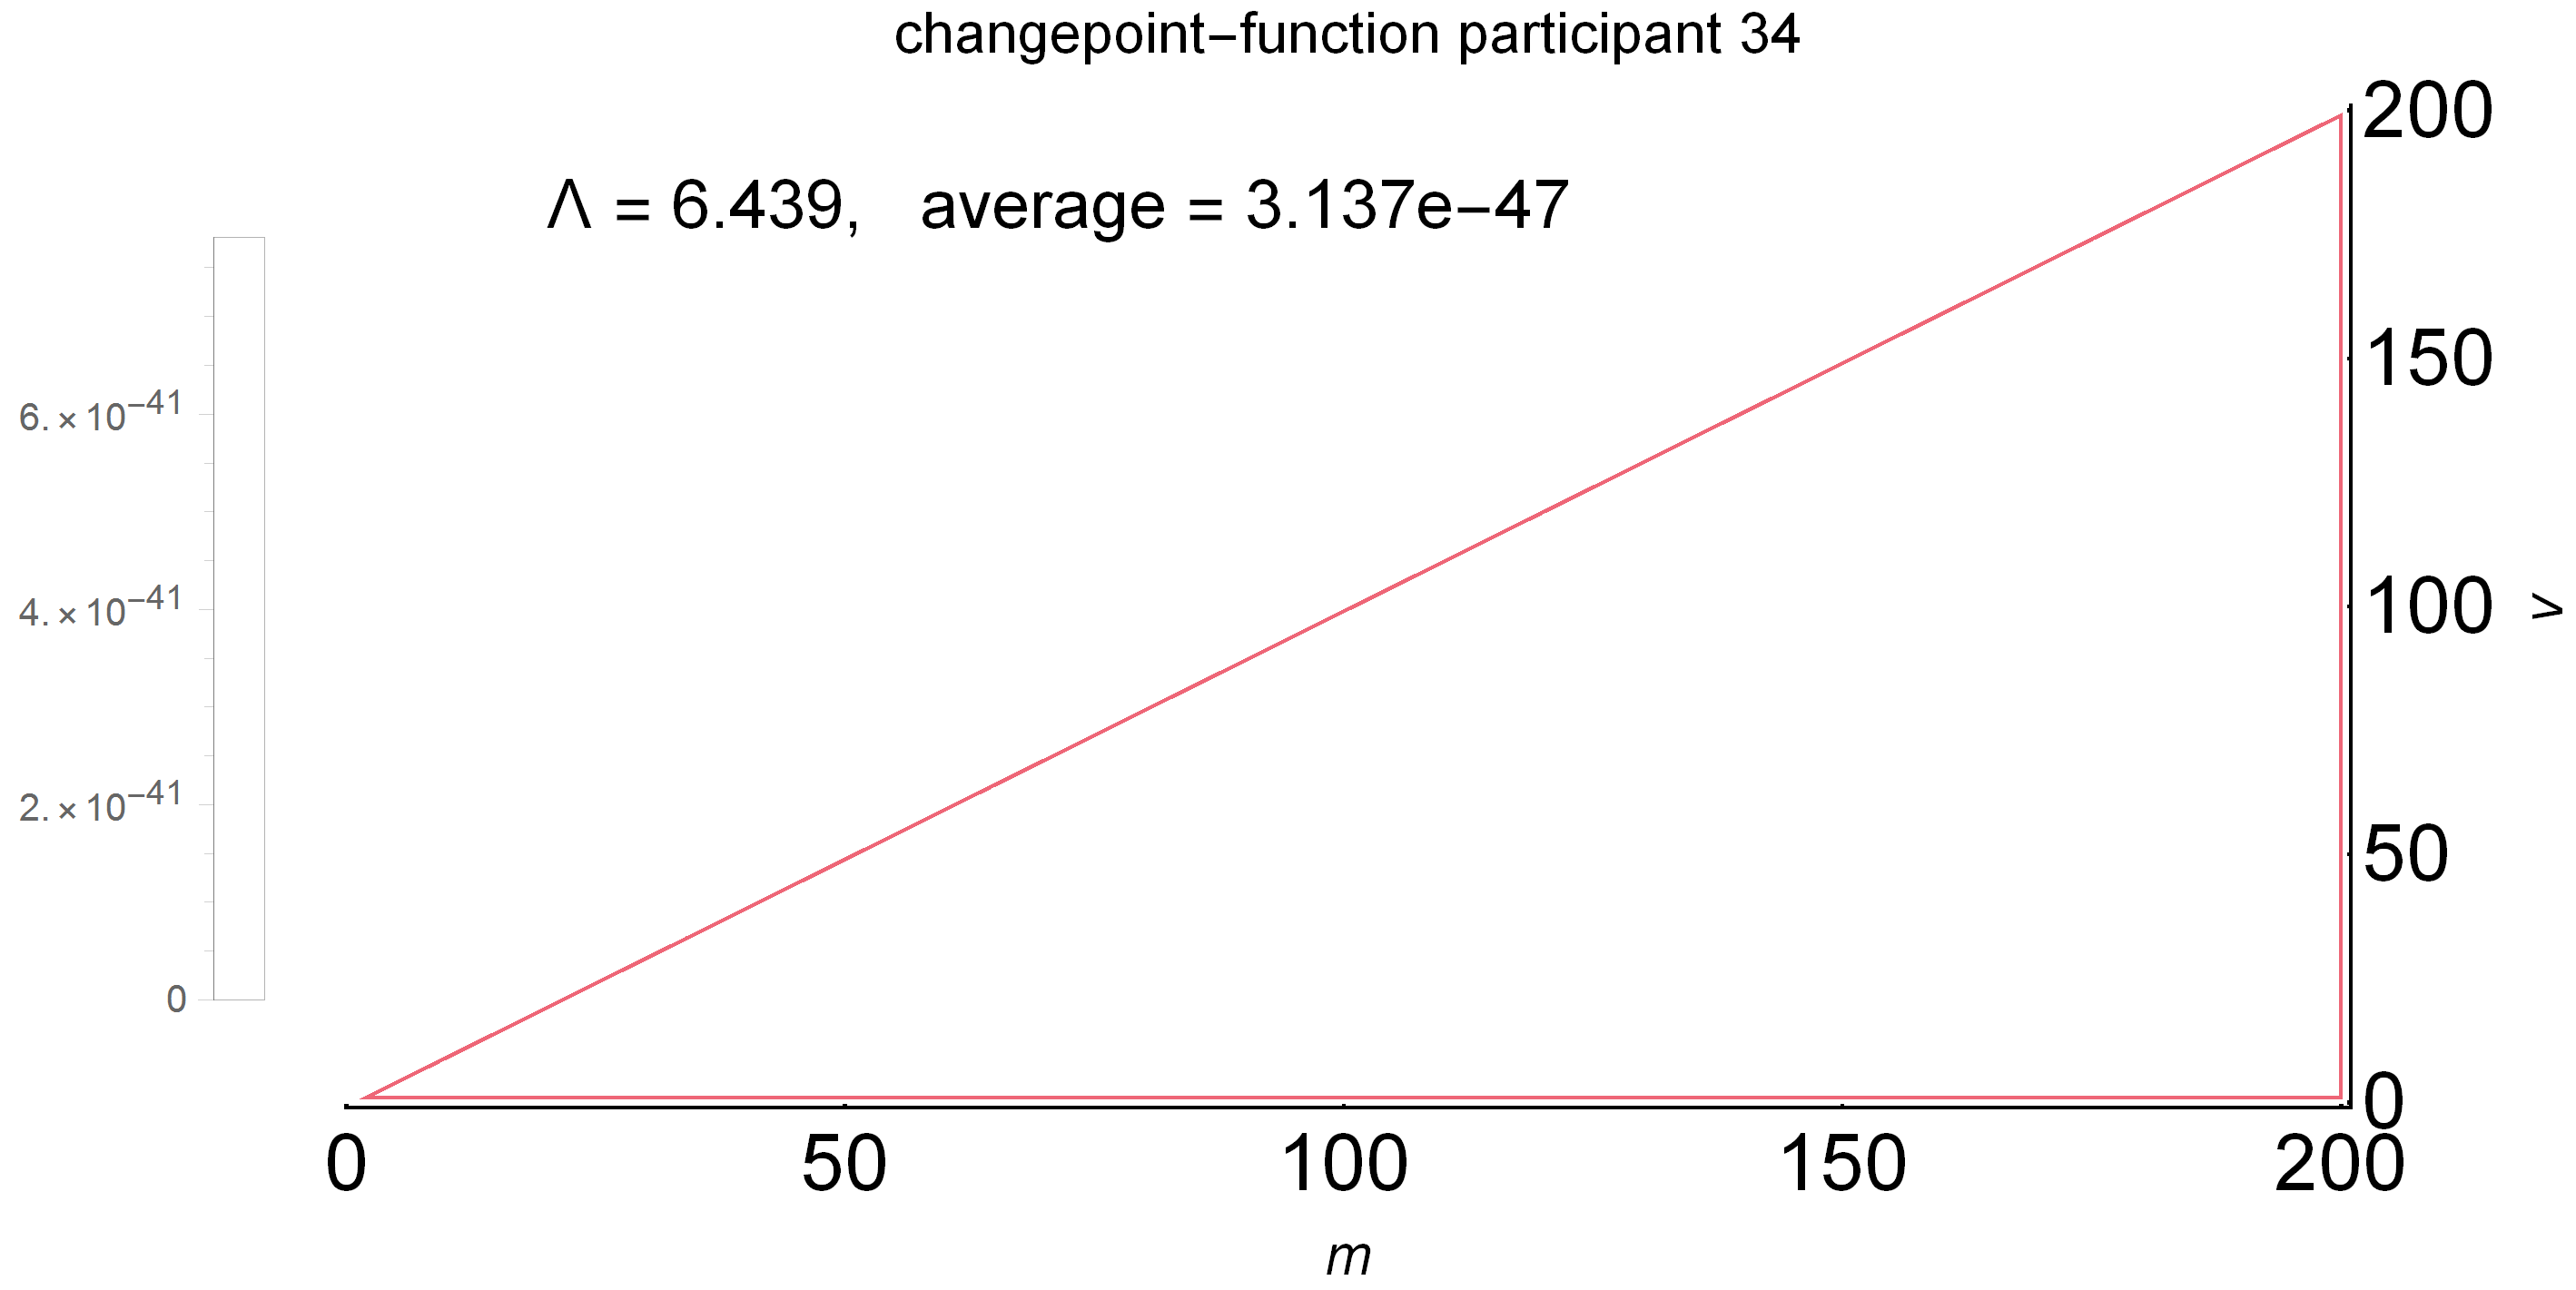 changepoint−function participant 34
Λ = 6.439, average = 3.137e−47
6.×10⁻⁴¹
4.×10⁻⁴¹
2.×10⁻⁴¹
0
200
150
100
50
0
v
0 50 100 150 200
m